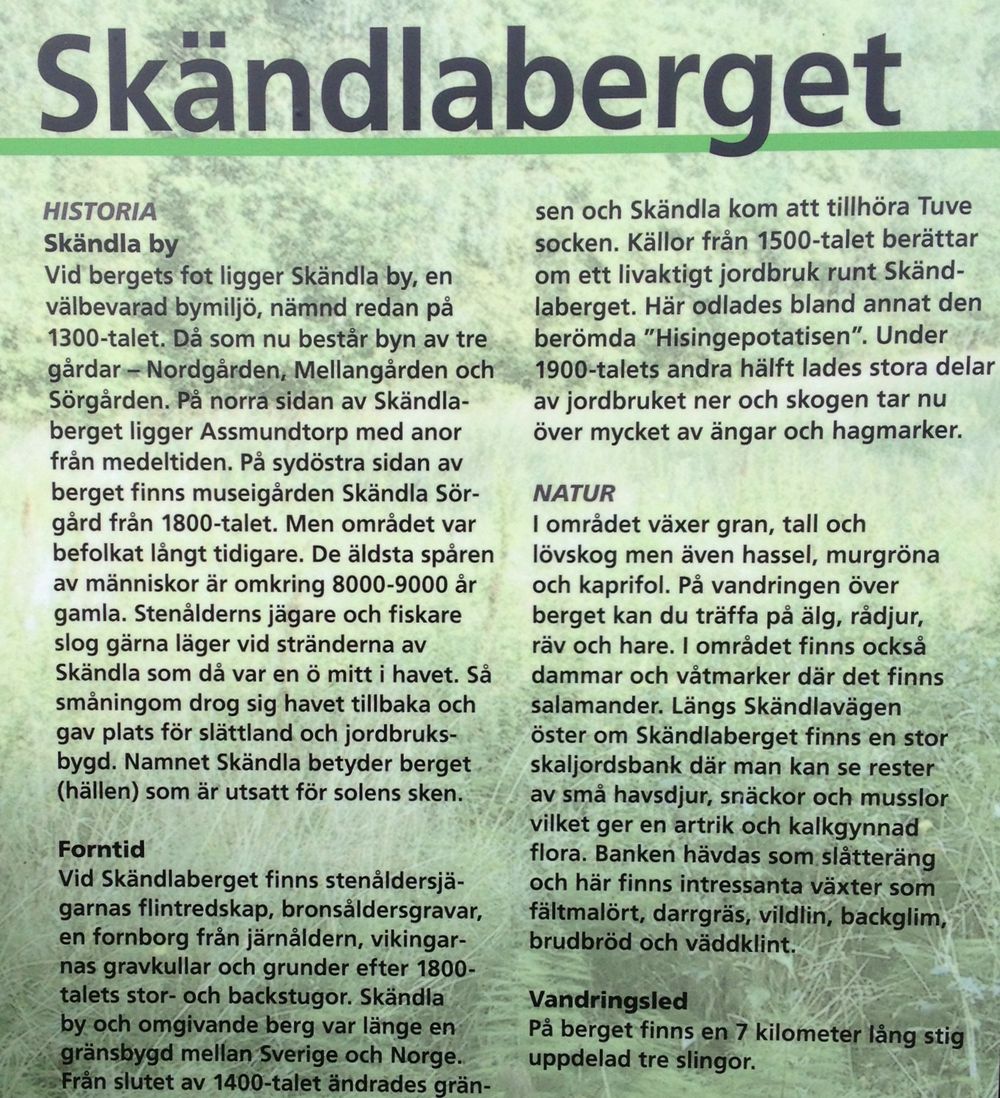 Skändlaberget
HISTORIA
Skändla by
Vid bergets fot ligger Skändla by, en
välbevarad bymiljö, nämnd redan på
1300-talet. Då som nu består byn av tre
gårdar – Nordgården, Mellangården och
Sörgården. På norra sidan av Skändla-
berget ligger Assmundtorp med anor
från medeltiden. På sydöstra sidan av
berget finns museigården Skändla Sör-
gård från 1800-talet. Men området var
befolkat långt tidigare. De äldsta spåren
av människor är omkring 8000-9000 år
gamla. Stenålderns jägare och fiskare
slog gärna läger vid stränderna av
Skändla som då var en ö mitt i havet. Så
småningom drog sig havet tillbaka och
gav plats för slättland och jordbruks-
bygd. Namnet Skändla betyder berget
(hällen) som är utsatt för solens sken.
Forntid
Vid Skändlaberget finns stenåldersjä-
garnas flintredskap, bronsåldersgravar,
en fornborg från järnåldern, vikingar-
nas gravkullar och grunder efter 1800-
talets stor- och backstugor. Skändla
by och omgivande berg var länge en
gränsbygd mellan Sverige och Norge.
Från slutet av 1400-talet ändrades grän-
sen och Skändla kom att tillhöra Tuve
socken. Källor från 1500-talet berättar
om ett livaktigt jordbruk runt Skänd-
laberget. Här odlades bland annat den
berömda "Hisingepotatisen". Under
1900-talets andra hälft lades stora delar
av jordbruket ner och skogen tar nu
över mycket av ängar och hagmarker.
NATUR
I området växer gran, tall och
lövskog men även hassel, murgröna
och kaprifol. På vandringen över
berget kan du träffa på älg, rådjur,
räv och hare. I området finns också
dammar och våtmarker där det finns
salamander. Längs Skändlavägen
öster om Skändlaberget finns en stor
skaljordsbank där man kan se rester
av små havsdjur, snäckor och musslor
vilket ger en artrik och kalkgynnad
flora. Banken hävdas som slåtteräng
och här finns intressanta växter som
fältmalört, darrgräs, vildlin, backglim,
brudbröd och väddklint.
Vandringsled
På berget finns en 7 kilometer lång stig
uppdelad tre slingor.